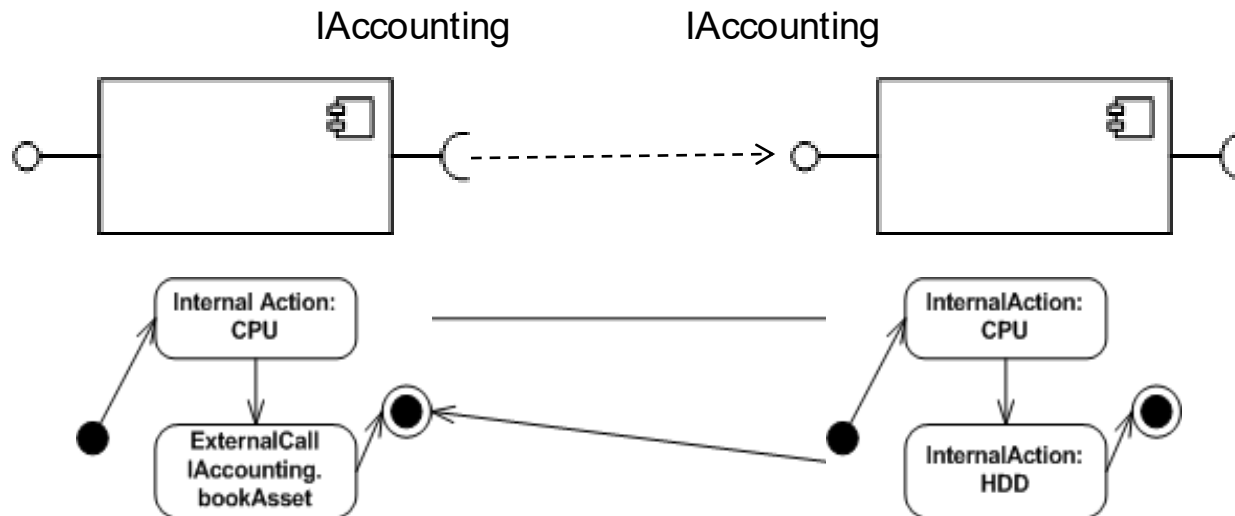 IAccounting
IAccounting
Internal Action:
CPU
InternalAction:
CPU
ExternalCall
IAccounting.
bookAsset
InternalAction:
HDD